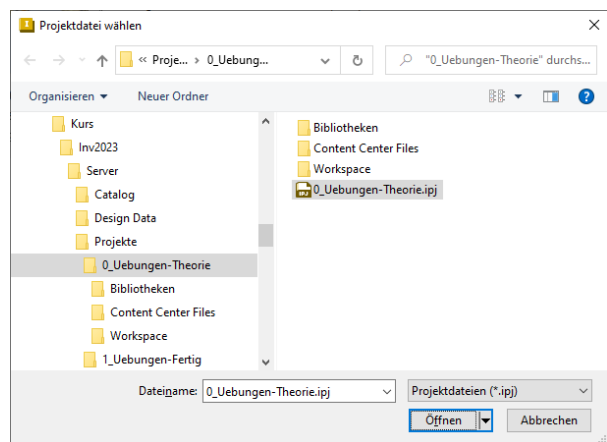 Projektdatei wählen
« Proje... › 0_Uebung...
"0_Uebungen-Theorie" durchs...
Organisieren
Neuer Ordner
Kurs
Inv2023
Server
Catalog
Design Data
Projekte
0_Uebungen-Theorie
Bibliotheken
Content Center Files
Workspace
1_Uebungen-Fertig
Bibliotheken
Content Center Files
Workspace
0_Uebungen-Theorie.ipj
Dateiname: 0_Uebungen-Theorie.ipj
Projektdateien (*.ipj)
Öffnen
Abbrechen